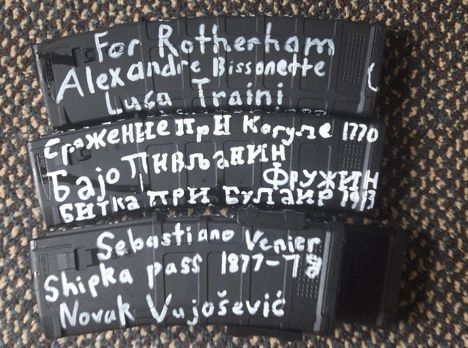 For Rotherham
Alexandre Bissonette
Luca Traini
Сражение при Кагуле 1770
Бајо Пивљанин
Фружин
Битка при Булаир 1913
Sebastiano Venier
Shipka pass 1877-78
Novak Vujošević